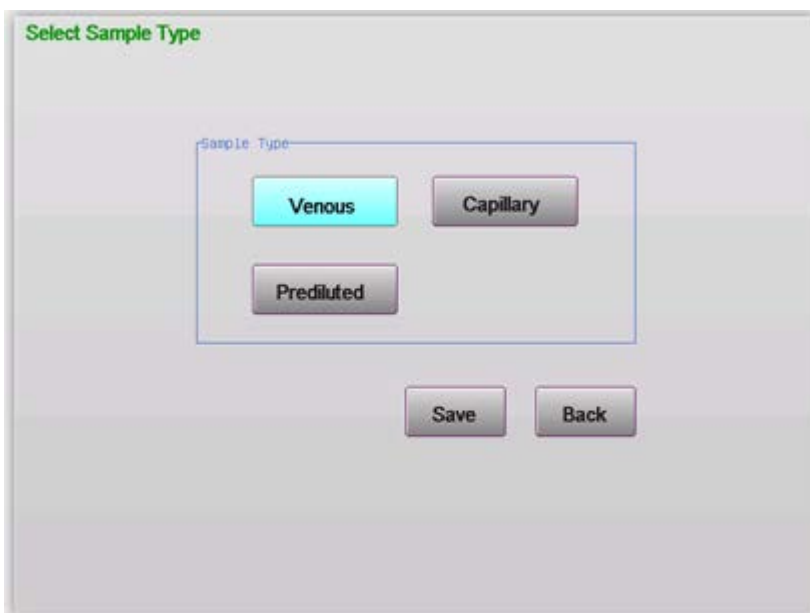 Select Sample Type
Sample Type
Venous Capillary
Prediluted
Save Back